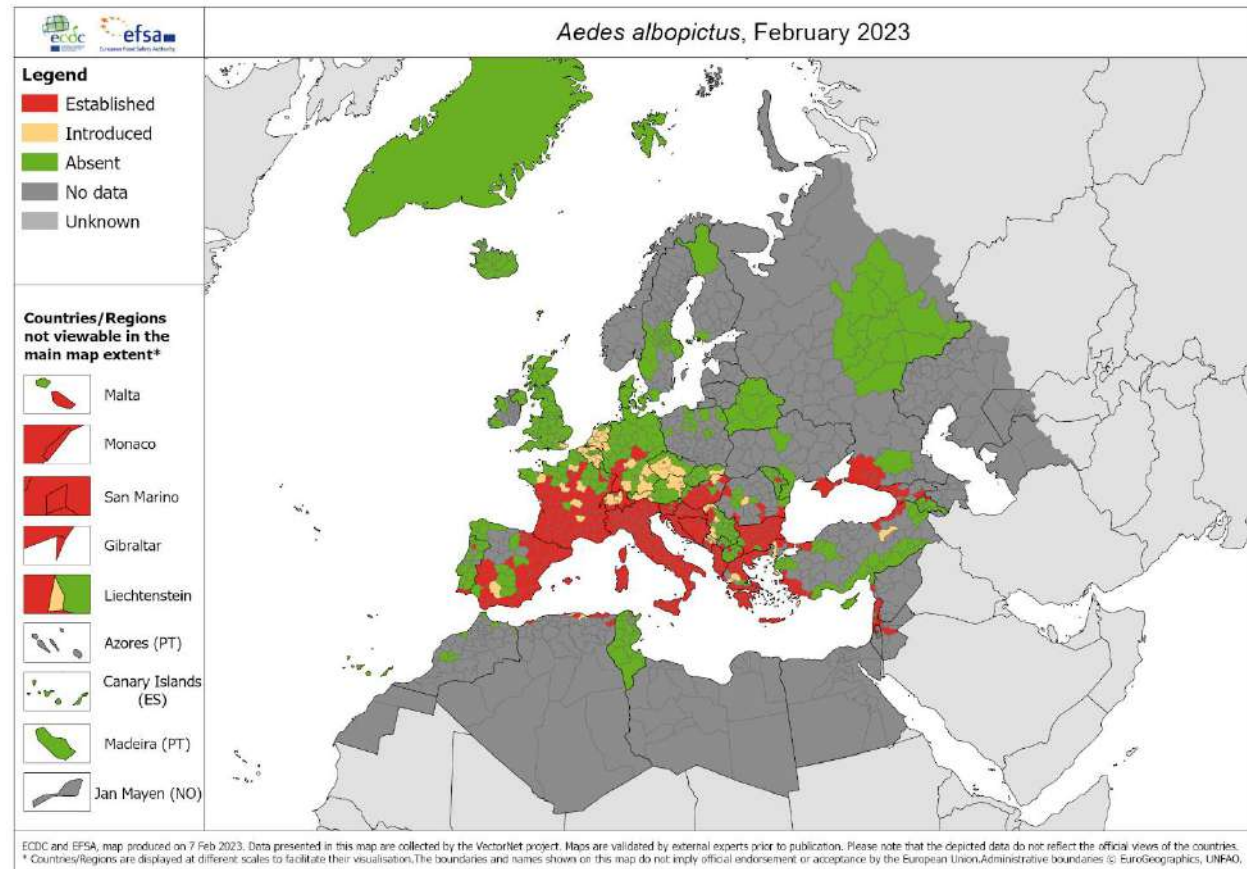 ecdc
efsa
European Food Safety Authority
Aedes albopictus, February 2023
Legend
Established
Introduced
Absent
No data
Unknown
Countries/Regions
not viewable in the
main map extent*
Malta
Monaco
San Marino
Gibraltar
Liechtenstein
Azores (PT)
Canary Islands
(ES)
Madeira (PT)
Jan Mayen (NO)
ECDC and EFSA, map produced on 7 Feb 2023. Data presented in this map are collected by the VectorNet project. Maps are validated by external experts prior to publication. Please note that the depicted data do not reflect the official views of the countries.
* Countries/Regions are displayed at different scales to facilitate their visualisation.The boundaries and names shown on this map do not imply official endorsement or acceptance by the European Union.Administrative boundaries © EuroGeographics, UNFAO.